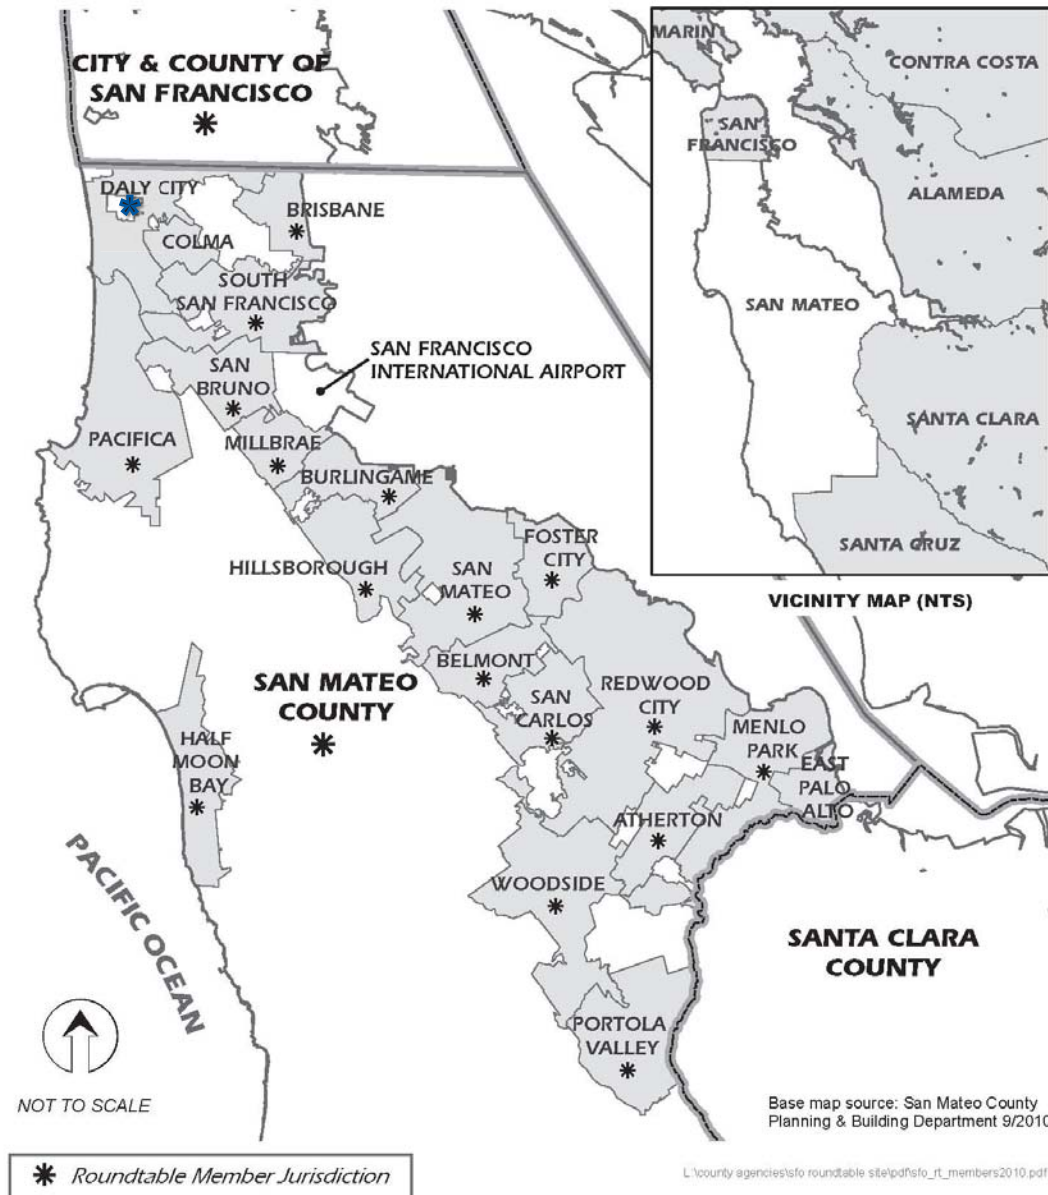 CITY & COUNTY OF
SAN FRANCISCO
DALY CITY
BRISBANE
COLMA
SOUTH
SAN FRANCISCO
SAN FRANCISCO
INTERNATIONAL AIRPORT
SAN
BRUNO
PACIFICA
MILLBRAE
BURLINGAME
HILLSBOROUGH
SAN
MATEO
FOSTER
CITY
BELMONT
SAN
CARLOS
REDWOOD
CITY
MENLO
PARK
EAST
PALO
ALTO
SAN MATEO
COUNTY
HALF
MOON
BAY
ATHERTON
WOODSIDE
PORTOLA
VALLEY
PACIFIC OCEAN
SANTA CLARA
COUNTY
MARIN
CONTRA COSTA
SAN
FRANCISCO
ALAMEDA
SAN MATEO
SANTA CLARA
SANTA CRUZ
VICINITY MAP (NTS)
NOT TO SCALE
Base map source: San Mateo County
Planning & Building Department 9/2010
Roundtable Member Jurisdiction
L:\county agencies\sfo roundtable site\pdf\sfo_rt_members2010.pdf